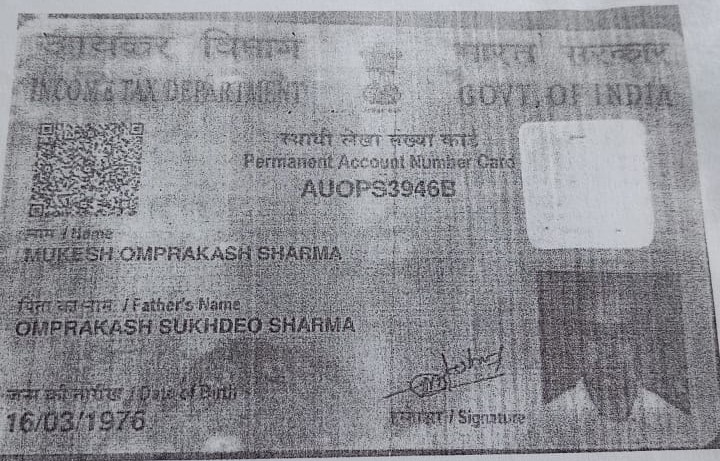 आयकर विभाग
INCOME TAX DEPARTMENT
भारत सरकार
GOVT. OF INDIA
स्थायी लेखा संख्या कार्ड
Permanent Account Number Card
AUOPS3946B
नाम / Name
MUKESH OMPRAKASH SHARMA
पिता का नाम / Father's Name
OMPRAKASH SUKHDEO SHARMA
जन्म की तारीख / Date of Birth
16/03/1976
हस्ताक्षर / Signature